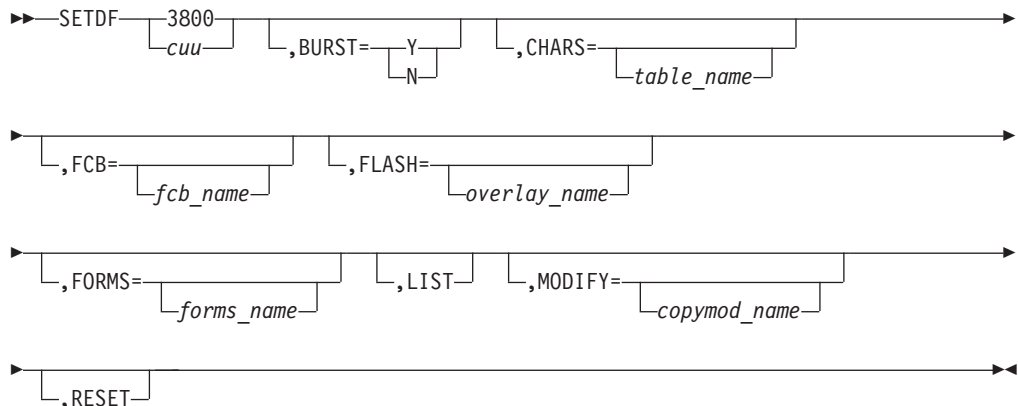 SETDF 3800
cuu
,BURST= Y
N
,CHARS=
table_name
,FCB=
fcb_name
,FLASH=
overlay_name
,FORMS=
forms_name
,LIST
,MODIFY=
copymod_name
,RESET